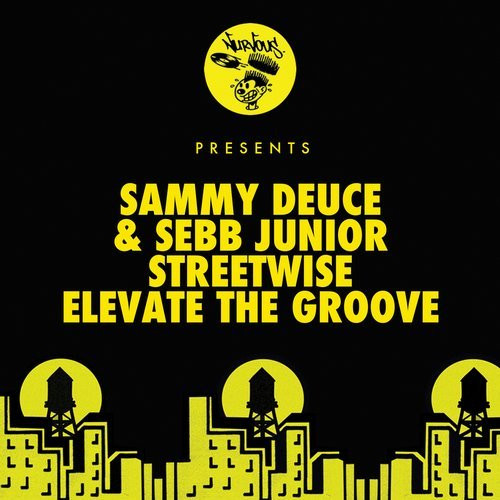 NURVOUS.
PRESENTS
SAMMY DEUCE
& SEBB JUNIOR
STREETWISE
ELEVATE THE GROOVE